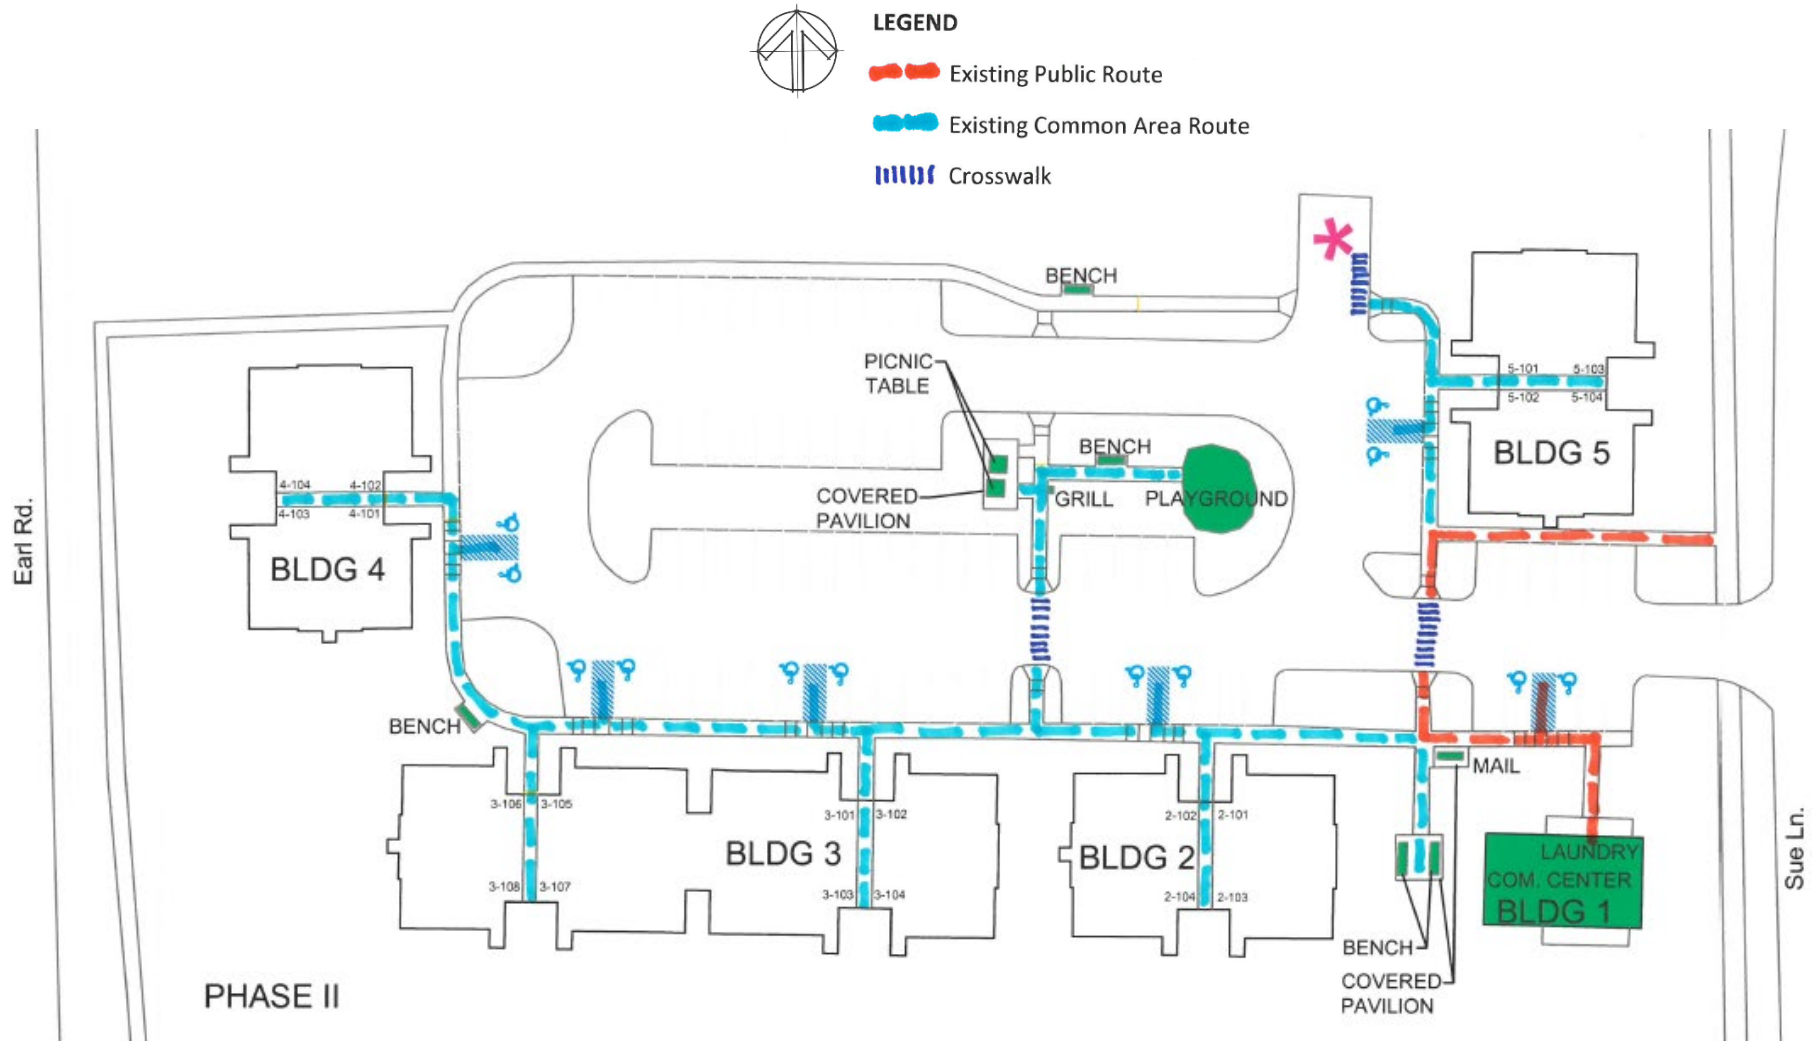 LEGEND
Existing Public Route
Existing Common Area Route
Crosswalk
BENCH
PICNIC
TABLE
5-101
5-103
5-102
5-104
BLDG 5
BENCH
4-104
4-102
4-103
4-101
COVERED
PAVILION
GRILL
PLAYGROUND
Earl Rd.
BLDG 4
BENCH
MAIL
3-106
3-105
3-101
3-102
2-102
2-101
BLDG 3
BLDG 2
LAUNDRY
COM. CENTER
BLDG 1
3-108
3-107
3-103
3-104
2-104
2-103
Sue Ln.
BENCH
COVERED
PAVILION
PHASE II